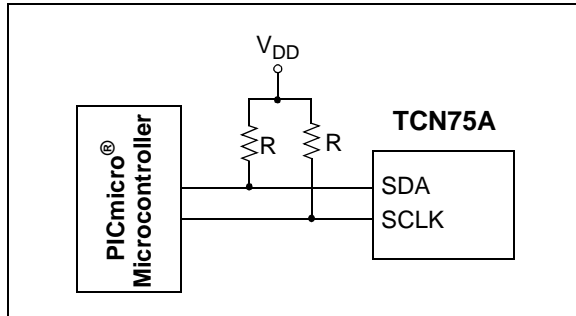 VDD
R
R
TCN75A
PICmicro®
Microcontroller
SDA
SCLK